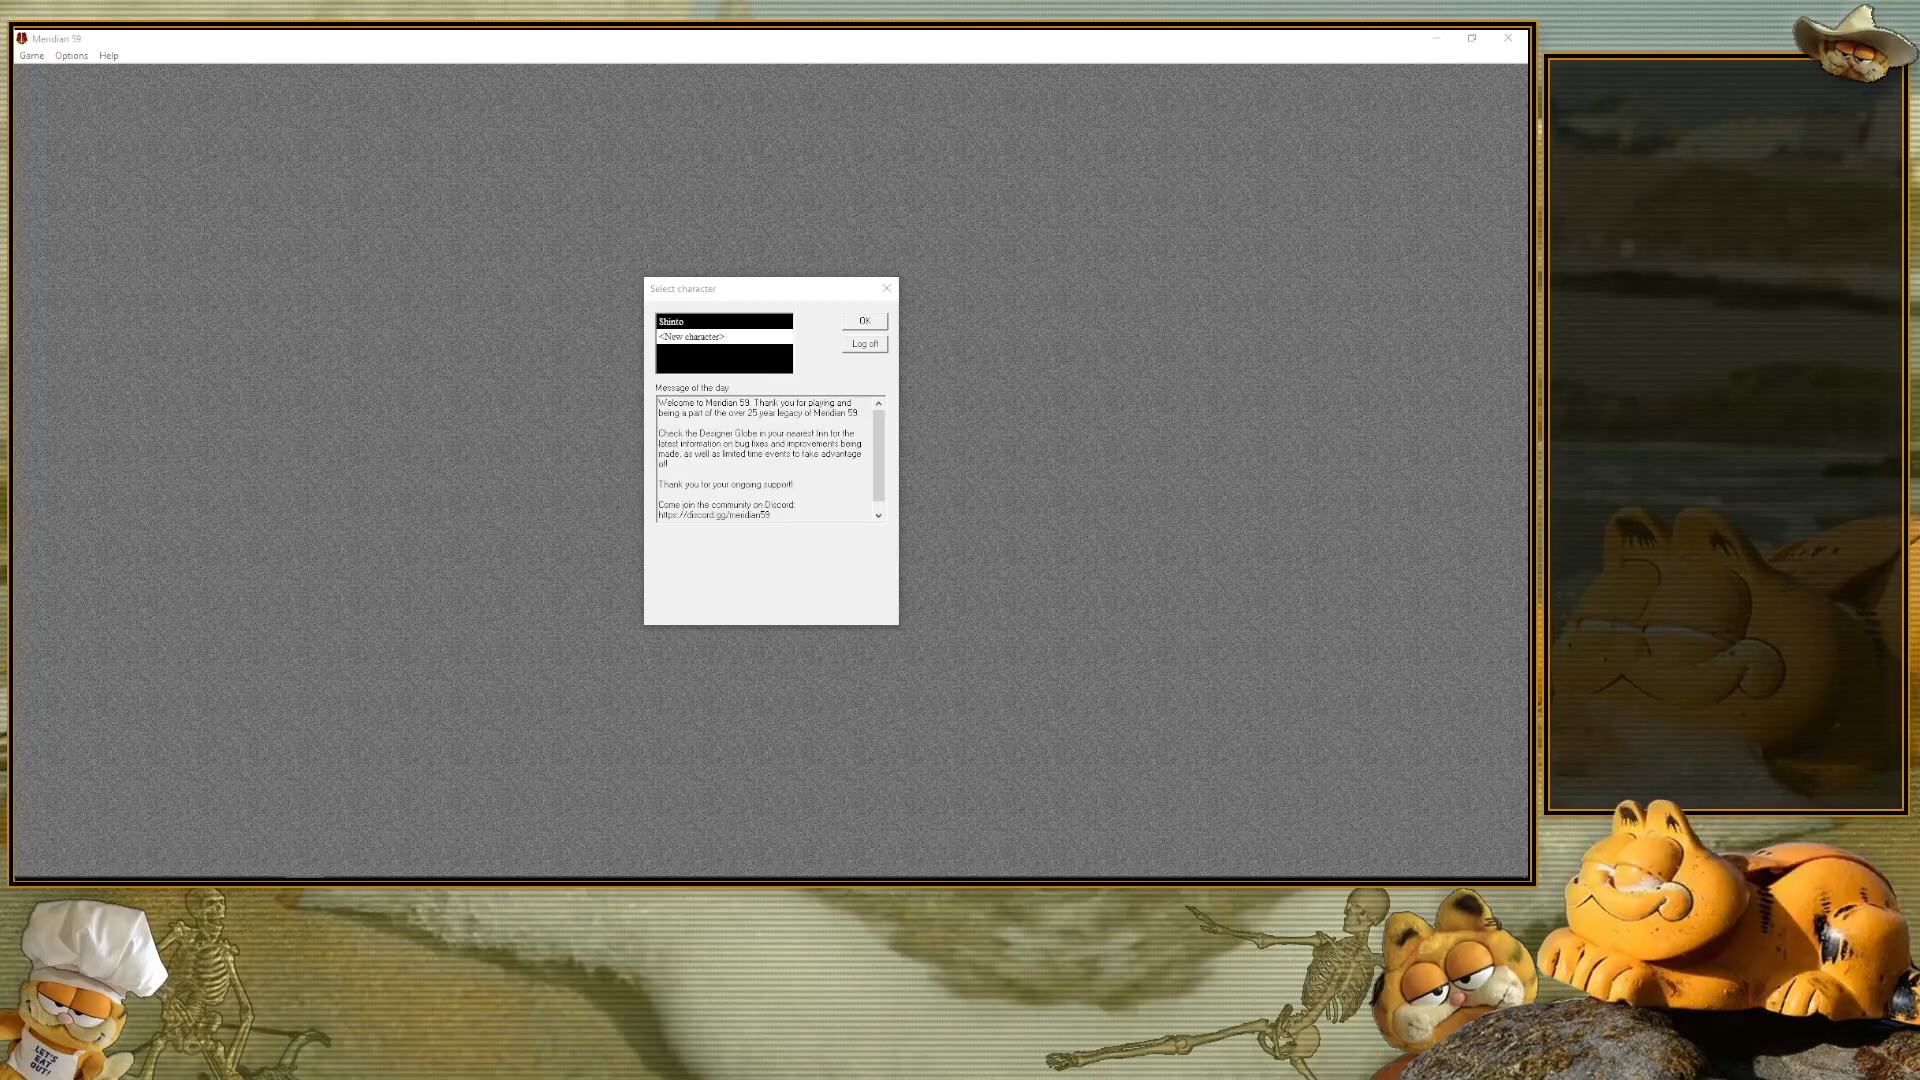 Meridian 59
Game Options Help
Select character
Shinto
<New character>
OK
Log off
Message of the day
Welcome to Meridian 59. Thank you for playing and
being a part of the over 25 year legacy of Meridian 59.
Check the Designer Globe in your nearest Inn for the
latest information on bug fixes and improvements being
made, as well as limited time events to take advantage
of!
Thank you for your ongoing support!
Come join the community on Discord:
https://discord.gg/meridian59
LET'S
EAT
OUT!